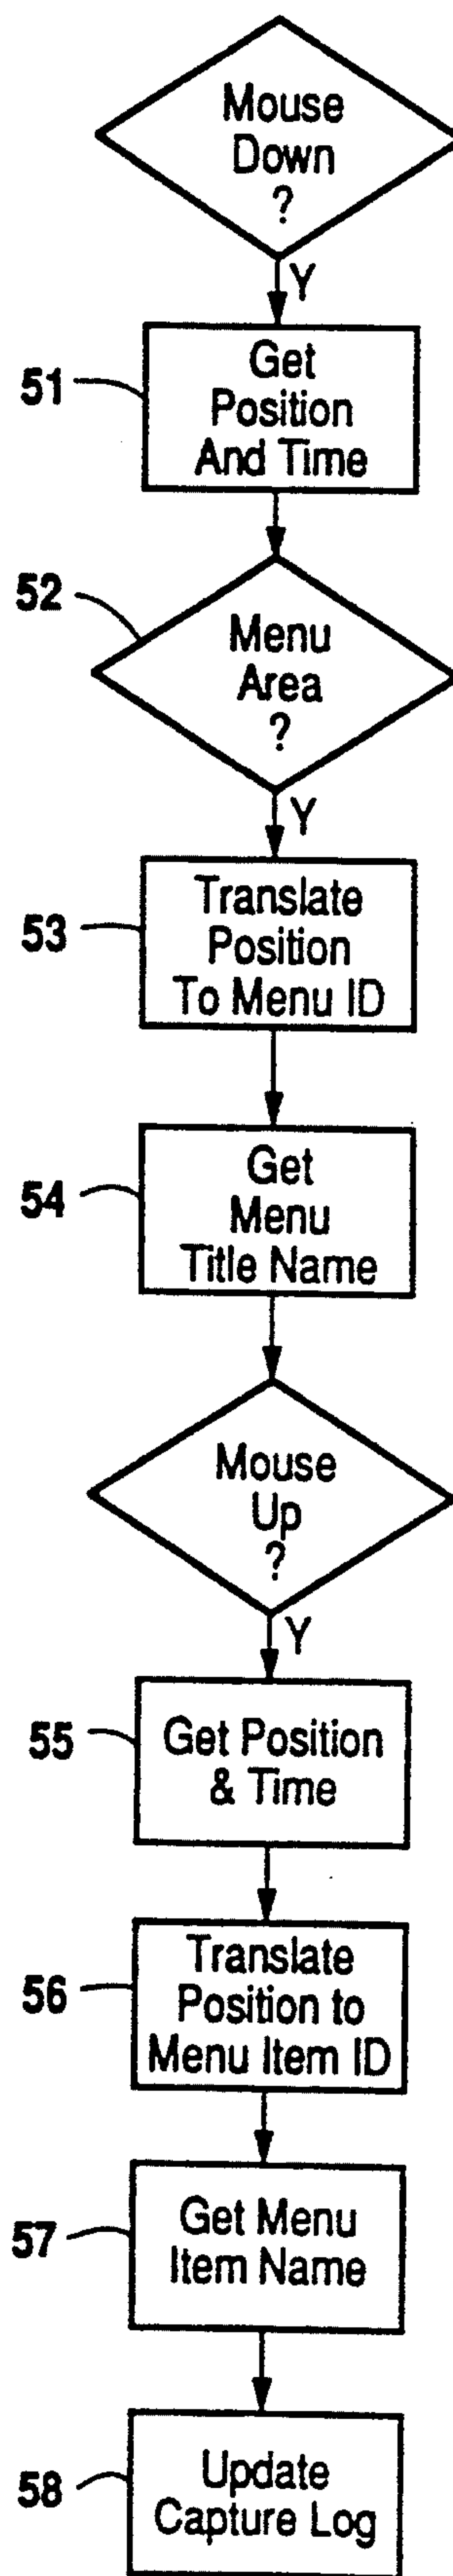 Mouse
Down
?
Y
51
Get
Position
And Time
52
Menu
Area
?
Y
53
Translate
Position
To Menu ID
54
Get
Menu
Title Name
Mouse
Up
?
Y
55
Get Position
& Time
56
Translate
Position to
Menu Item ID
57
Get Menu
Item Name
58
Update
Capture Log